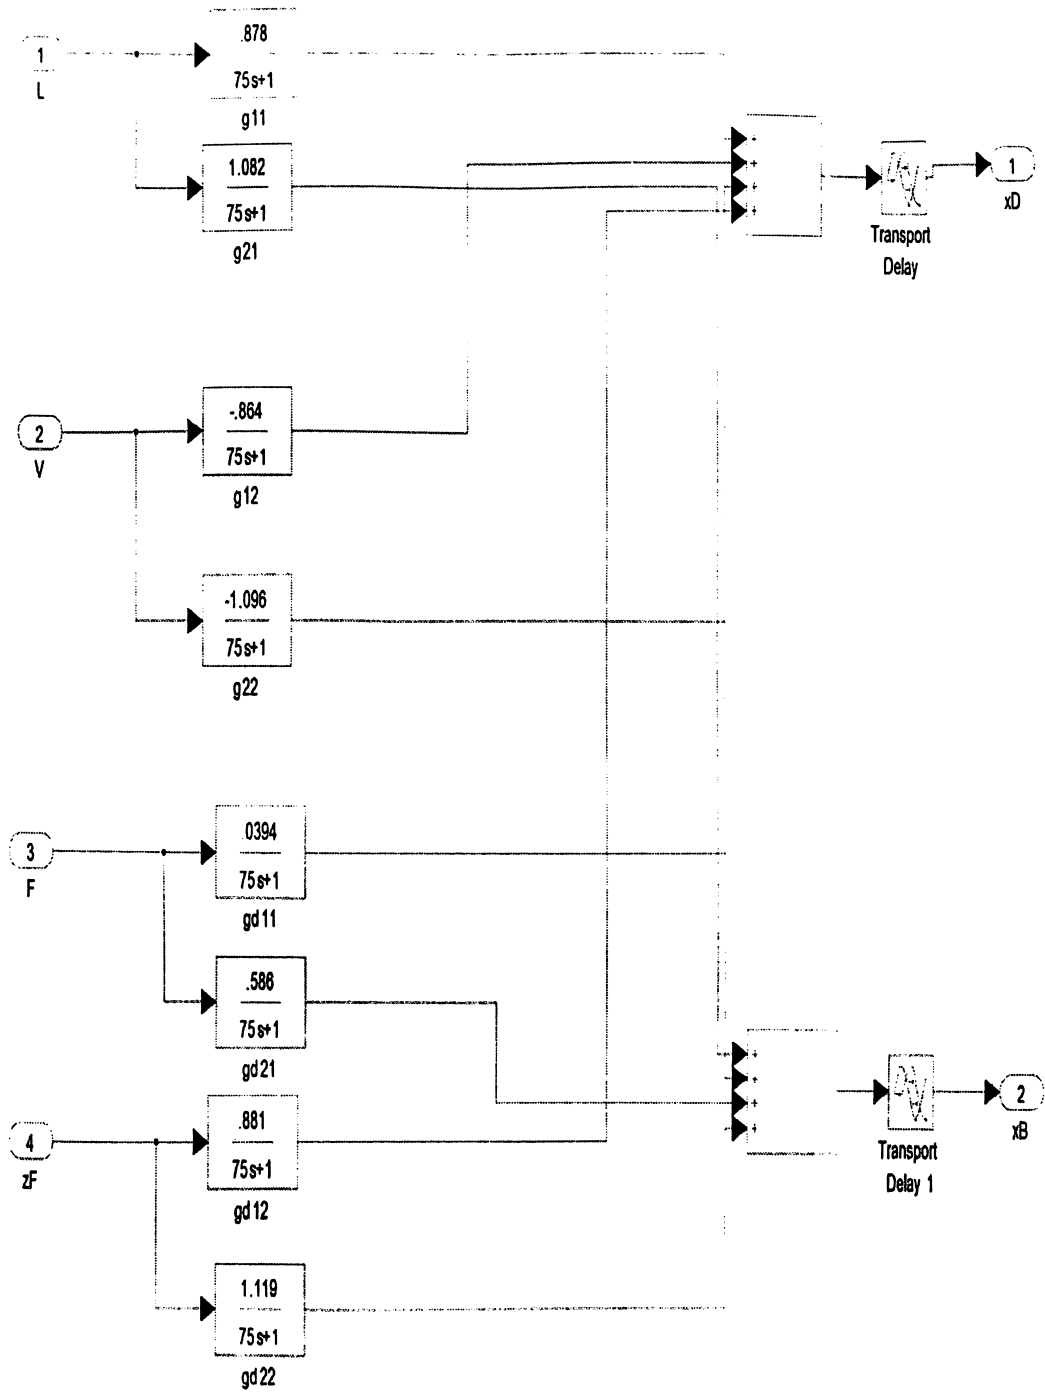 1
L
.878
75s+1
g11
1.082
75s+1
g21
+
+
+
+
Transport
Delay
1
xD
2
V
-.864
75s+1
g12
-1.096
75s+1
g22
3
F
.0394
75s+1
gd11
.586
75s+1
gd21
4
zF
.881
75s+1
gd12
1.119
75s+1
gd22
+
+
+
+
Transport
Delay 1
2
xB